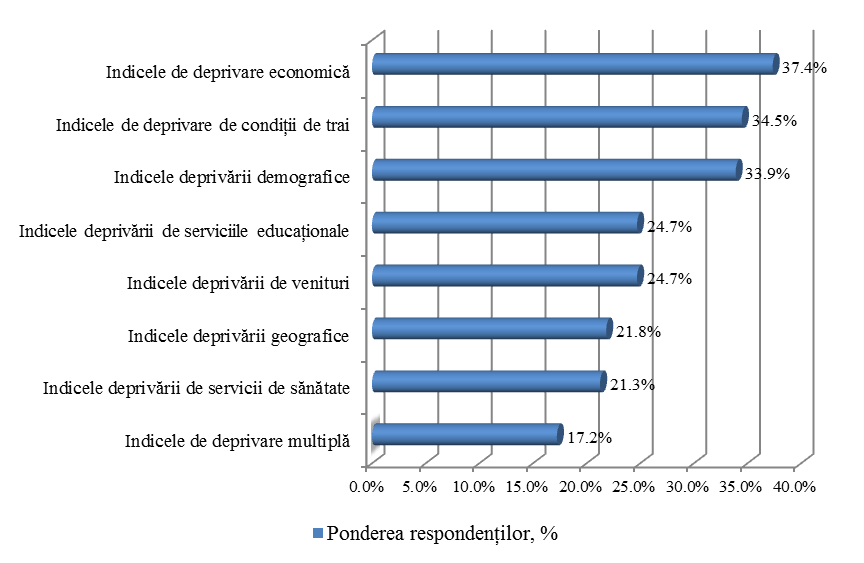 Indicele de deprivare economică
37.4%
Indicele de deprivare de condiții de trai
34.5%
Indicele deprivării demografice
33.9%
Indicele deprivării de serviciile educaționale
24.7%
Indicele deprivării de venituri
24.7%
Indicele deprivării geografice
21.8%
Indicele deprivării de servicii de sănătate
21.3%
Indicele de deprivare multiplă
17.2%
0.0% 5.0% 10.0% 15.0% 20.0% 25.0% 30.0% 35.0% 40.0%
Ponderea respondenților, %